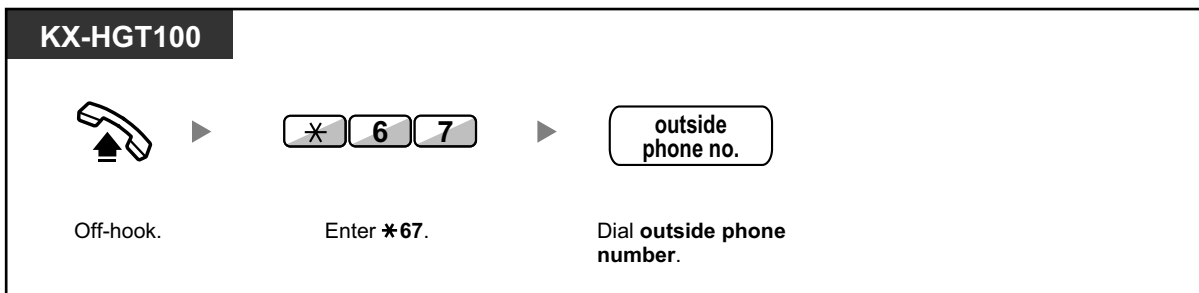 KX-HGT100
✱ 6 7
outside
phone no.
Off-hook.
Enter ✱67.
Dial outside phone
number.